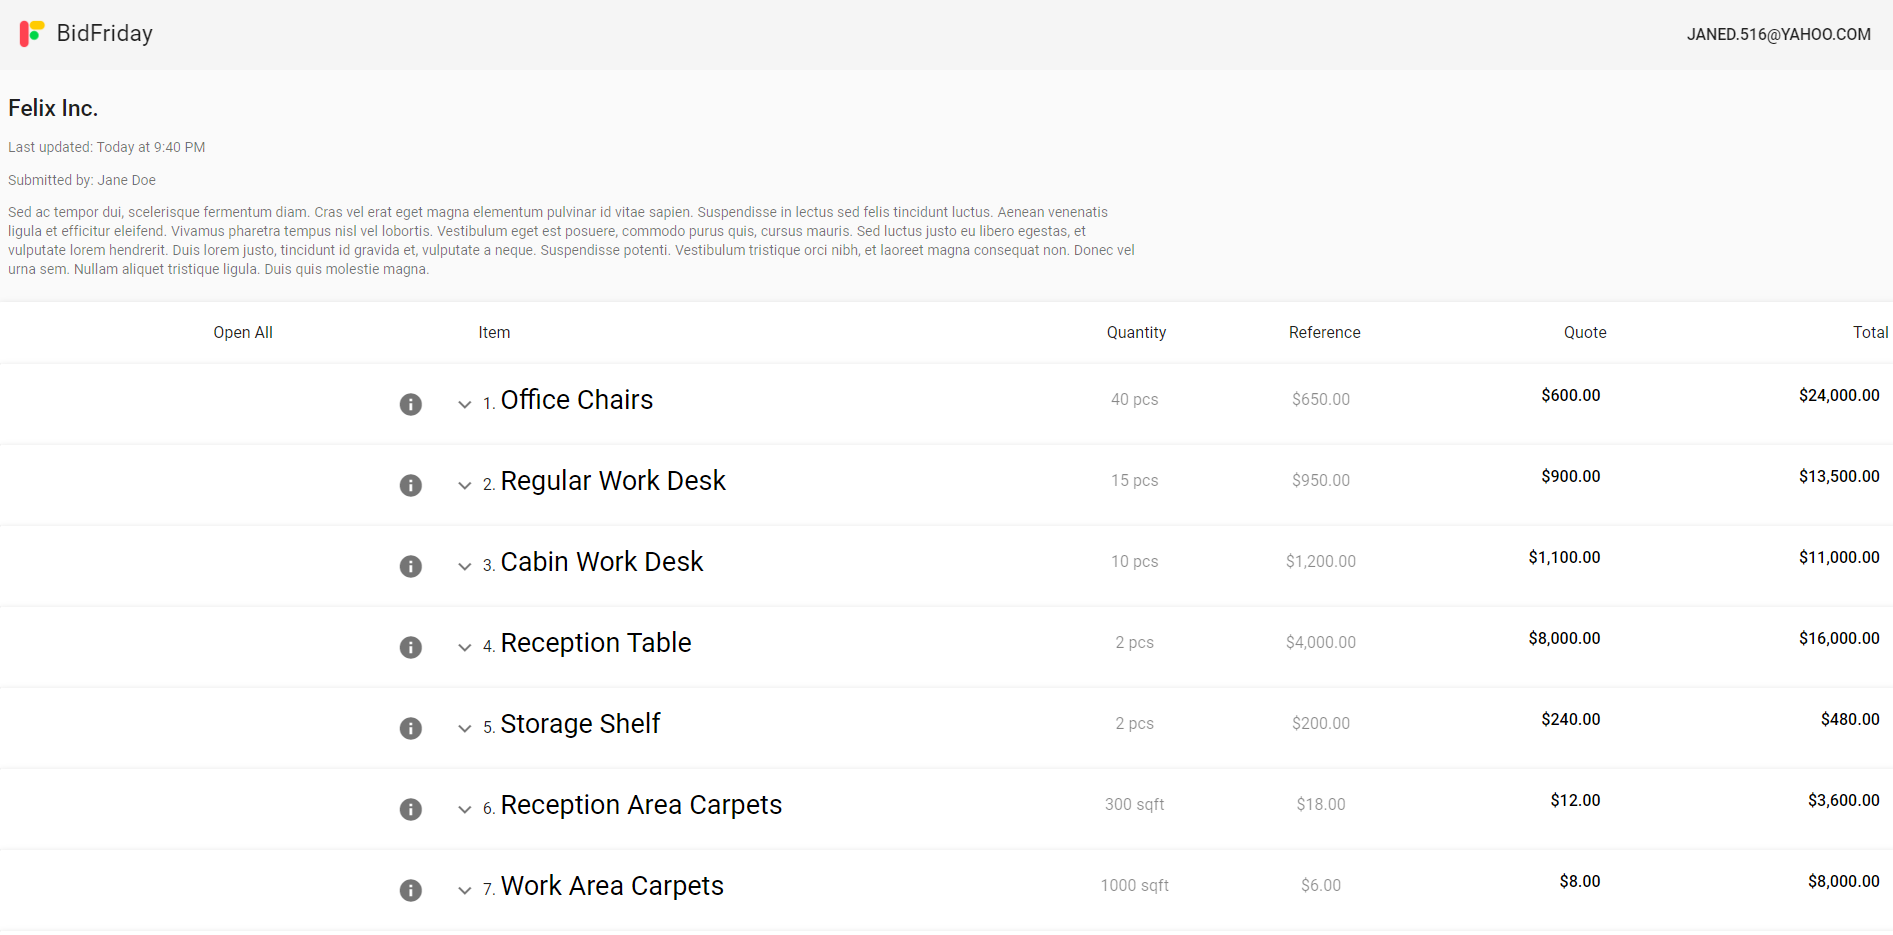 BidFriday
JANED.516@YAHOO.COM
Felix Inc.
Last updated: Today at 9:40 PM
Submitted by: Jane Doe
Sed ac tempor dui, scelerisque fermentum diam. Cras vel erat eget magna elementum pulvinar id vitae sapien. Suspendisse in lectus sed felis tincidunt luctus. Aenean venenatis
ligula et efficitur eleifend. Vivamus pharetra tempus nisl vel lobortis. Vestibulum eget est posuere, commodo purus quis, cursus mauris. Sed luctus justo eu libero egestas, et
vulputate lorem hendrerit. Duis lorem justo, tincidunt id gravida et, vulputate a neque. Suspendisse potenti. Vestibulum tristique orci nibh, et laoreet magna consequat non. Donec vel
urna sem. Nullam aliquet tristique ligula. Duis quis molestie magna.
Open All Item Quantity Reference Quote Total
1. Office Chairs 40 pcs $650.00 $600.00 $24,000.00
2. Regular Work Desk 15 pcs $950.00 $900.00 $13,500.00
3. Cabin Work Desk 10 pcs $1,200.00 $1,100.00 $11,000.00
4. Reception Table 2 pcs $4,000.00 $8,000.00 $16,000.00
5. Storage Shelf 2 pcs $200.00 $240.00 $480.00
6. Reception Area Carpets 300 sqft $18.00 $12.00 $3,600.00
7. Work Area Carpets 1000 sqft $6.00 $8.00 $8,000.00